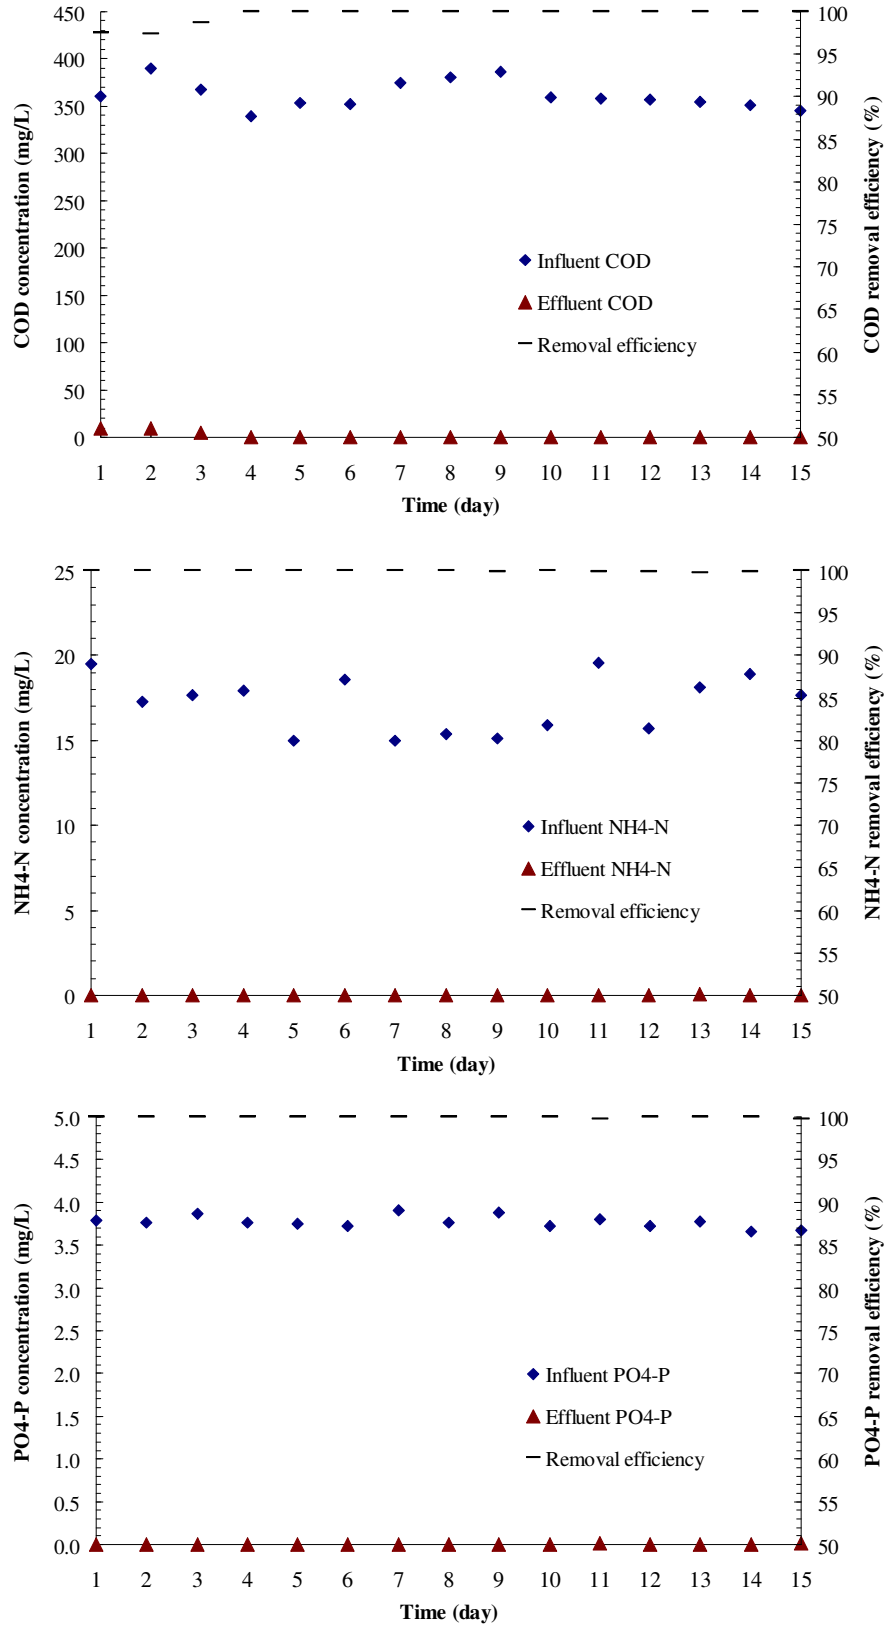 450
400
350
300
250
200
150
100
50
0
COD concentration (mg/L)
100
95
90
85
80
75
70
65
60
55
50
COD removal efficiency (%)
Influent COD
Effluent COD
Removal efficiency
1 2 3 4 5 6 7 8 9 10 11 12 13 14 15
Time (day)
25
20
15
10
5
0
NH4-N concentration (mg/L)
100
95
90
85
80
75
70
65
60
55
50
NH4-N removal efficiency (%)
Influent NH4-N
Effluent NH4-N
Removal efficiency
1 2 3 4 5 6 7 8 9 10 11 12 13 14 15
Time (day)
5.0
4.5
4.0
3.5
3.0
2.5
2.0
1.5
1.0
0.5
0.0
PO4-P concentration (mg/L)
100
95
90
85
80
75
70
65
60
55
50
PO4-P removal efficiency (%)
Influent PO4-P
Effluent PO4-P
Removal efficiency
1 2 3 4 5 6 7 8 9 10 11 12 13 14 15
Time (day)